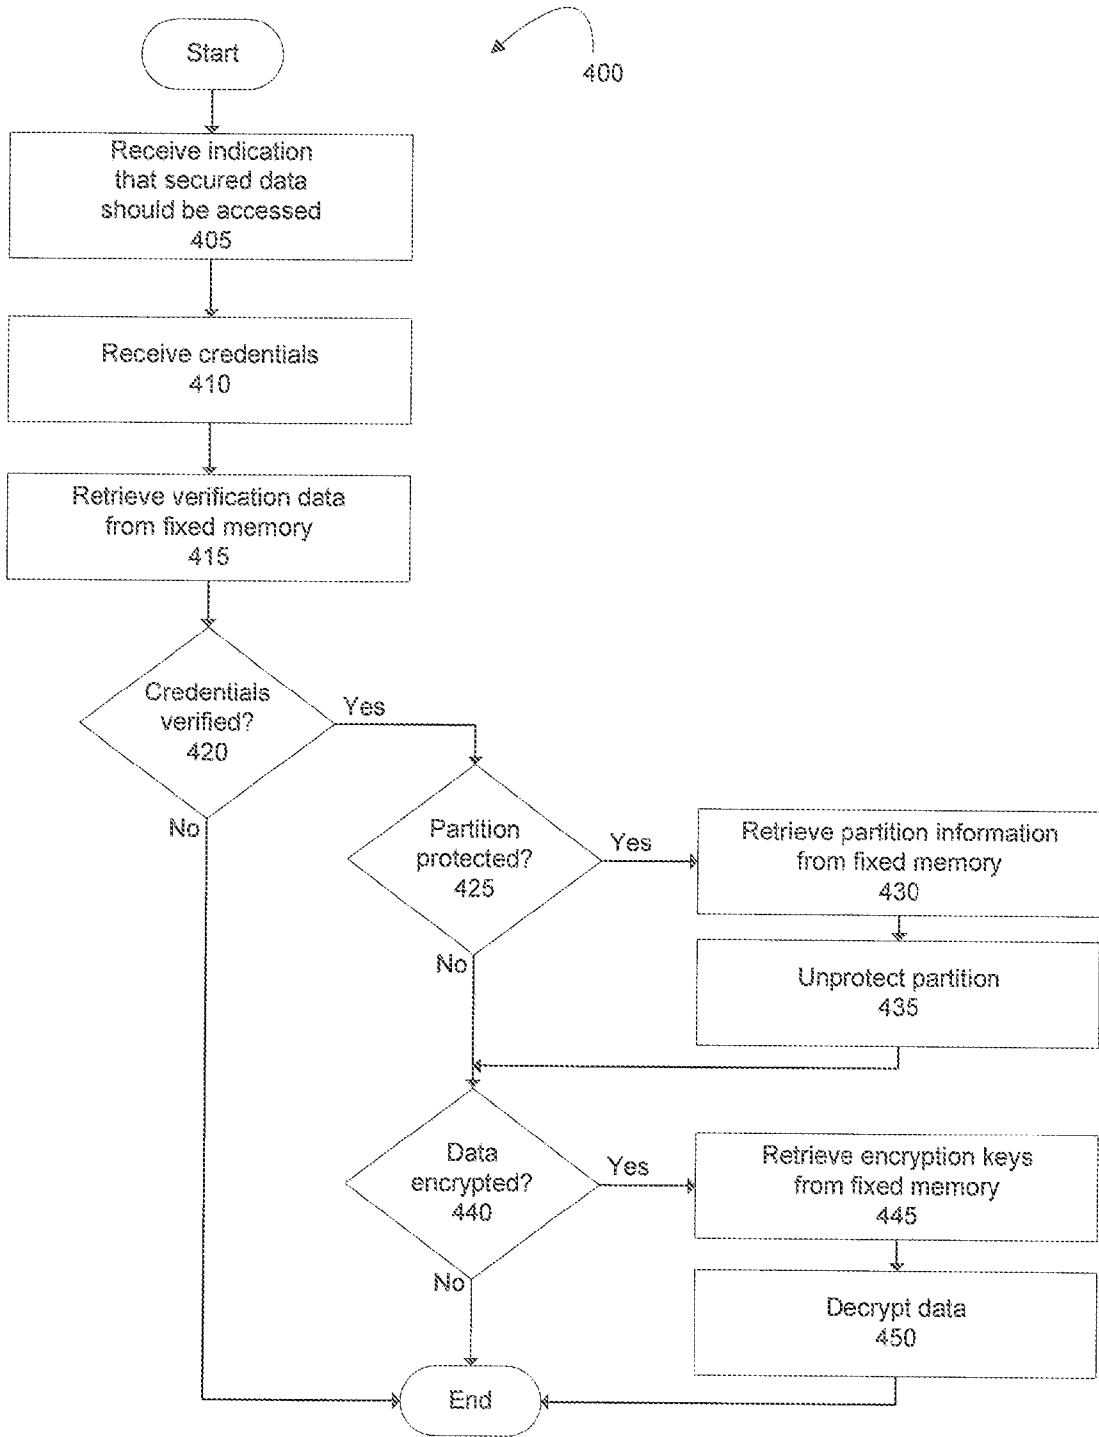 Start
400
Receive indication
that secured data
should be accessed
405
Receive credentials
410
Retrieve verification data
from fixed memory
415
Credentials
verified?
420
Yes
No
Partition
protected?
425
Yes
No
Retrieve partition information
from fixed memory
430
Unprotect partition
435
Data
encrypted?
440
Yes
No
Retrieve encryption keys
from fixed memory
445
Decrypt data
450
End